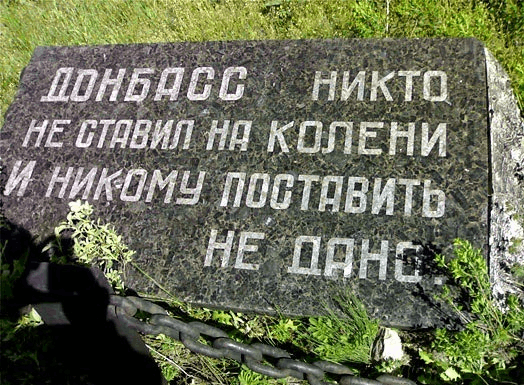 ДОНБАСС НИКТО
НЕ СТАВИЛ НА КОЛЕНИ
И НИКОМУ ПОСТАВИТЬ
НЕ ДАНО.